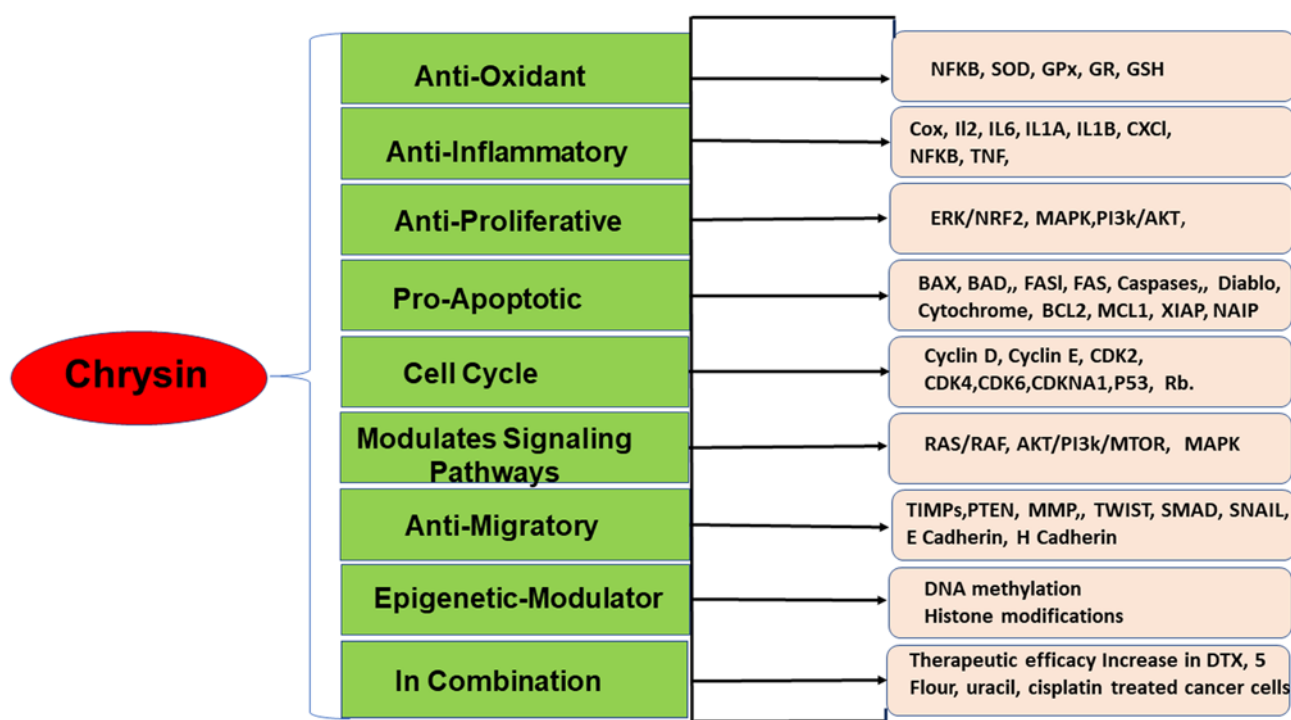 Chrysin
Anti-Oxidant
NFKB, SOD, GPx, GR, GSH
Anti-Inflammatory
Cox, Il2, IL6, IL1A, IL1B, CXCl,
NFKB, TNF,
Anti-Proliferative
ERK/NRF2, MAPK,PI3k/AKT,
Pro-Apoptotic
BAX, BAD,, FASl, FAS, Caspases,, Diablo,
Cytochrome, BCL2, MCL1, XIAP, NAIP
Cell Cycle
Cyclin D, Cyclin E, CDK2,
CDK4,CDK6,CDKNA1,P53, Rb.
Modulates Signaling
Pathways
RAS/RAF, AKT/PI3k/MTOR, MAPK
Anti-Migratory
TIMPs,PTEN, MMP,, TWIST, SMAD, SNAIL,
E Cadherin, H Cadherin
Epigenetic-Modulator
DNA methylation
Histone modifications
In Combination
Therapeutic efficacy Increase in DTX, 5
Flour, uracil, cisplatin treated cancer cells